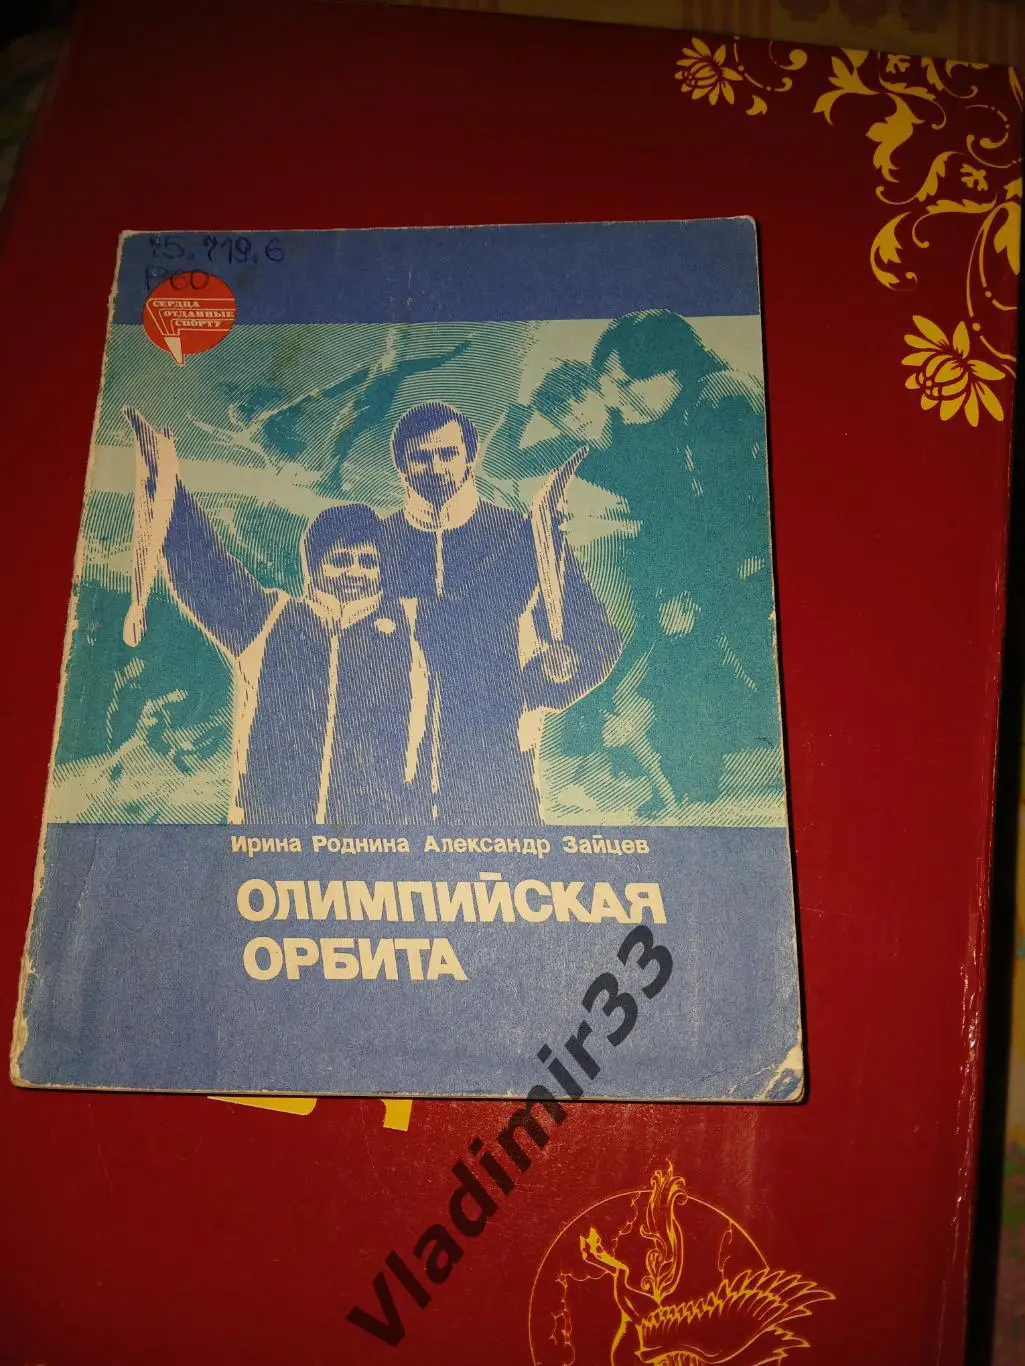 75.719.6
Р60
СЕРДЦА
ОТДАННЫЕ
СПОРТУ
Ирина Роднина Александр Зайцев
ОЛИМПИЙСКАЯ
ОРБИТА
vladimir33